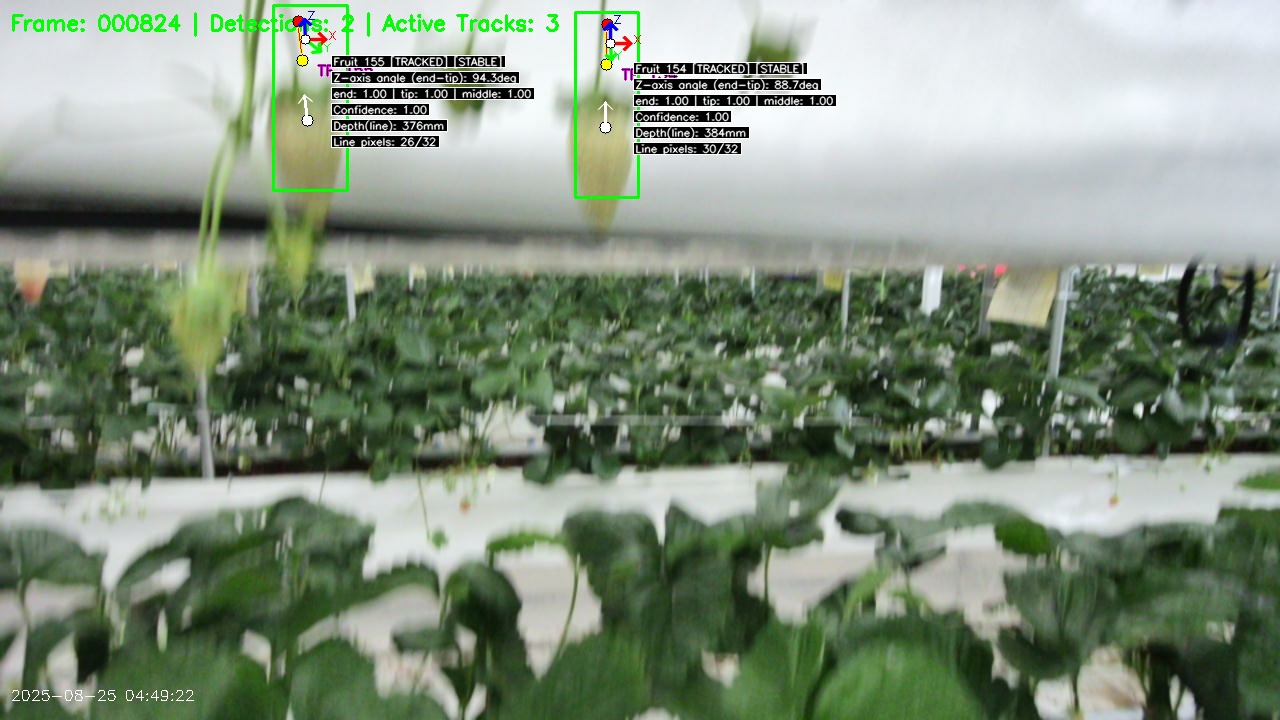 Frame: 000824 | Detections: 2 | Active Tracks: 3
Z
X
Y
Fruit 155 [TRACKED] [STABLE]
Z-axis angle (end-tip): 94.3deg
end: 1.00 | tip: 1.00 | middle: 1.00
Confidence: 1.00
Depth(line): 376mm
Line pixels: 26/32
Z
X
Y
Fruit 154 [TRACKED] [STABLE]
Z-axis angle (end-tip): 88.7deg
end: 1.00 | tip: 1.00 | middle: 1.00
Confidence: 1.00
Depth(line): 384mm
Line pixels: 30/32
2025-08-25 04:49:22